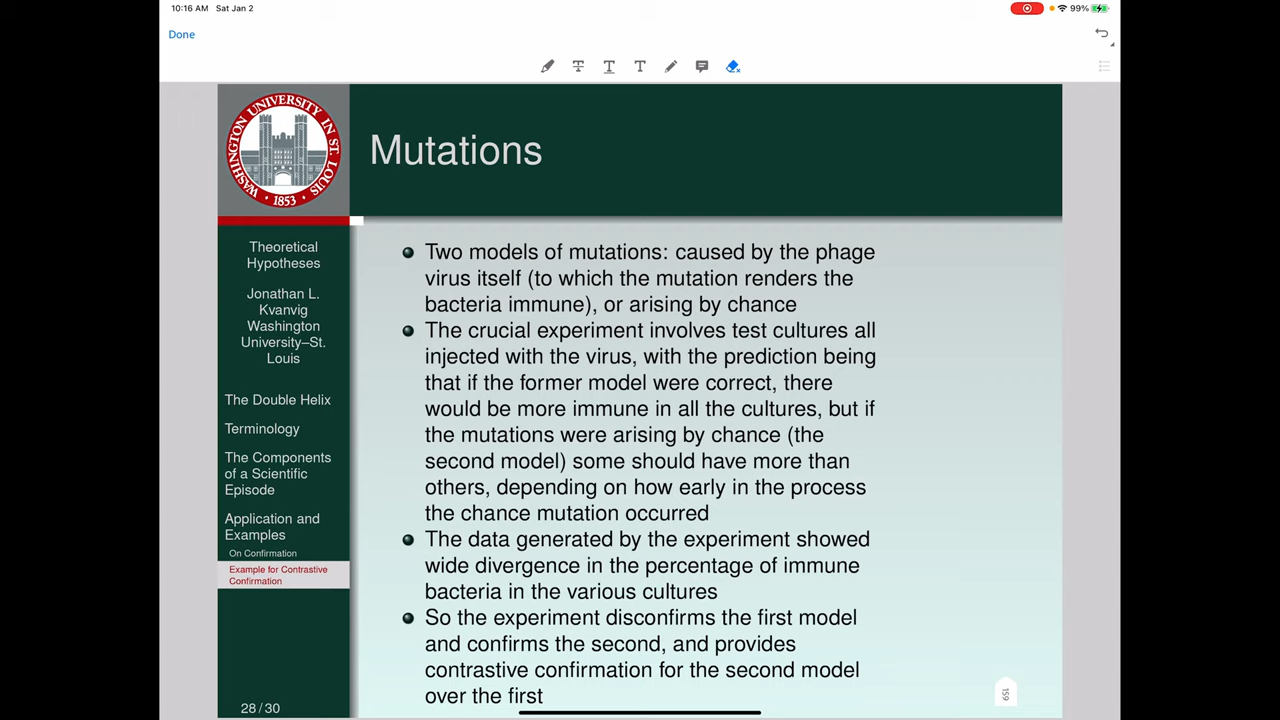 10:16 AM Sat Jan 2
99%
Done
WASHINGTON·UNIVERSITY·IN·ST.LOUIS
· 1853 ·
Mutations
Theoretical
Hypotheses
Jonathan L.
Kvanvig
Washington
University–St.
Louis
The Double Helix
Terminology
The Components
of a Scientific
Episode
Application and
Examples
On Confirmation
Example for Contrastive
Confirmation
28 / 30
Two models of mutations: caused by the phage
virus itself (to which the mutation renders the
bacteria immune), or arising by chance
The crucial experiment involves test cultures all
injected with the virus, with the prediction being
that if the former model were correct, there
would be more immune in all the cultures, but if
the mutations were arising by chance (the
second model) some should have more than
others, depending on how early in the process
the chance mutation occurred
The data generated by the experiment showed
wide divergence in the percentage of immune
bacteria in the various cultures
So the experiment disconfirms the first model
and confirms the second, and provides
contrastive confirmation for the second model
over the first
159